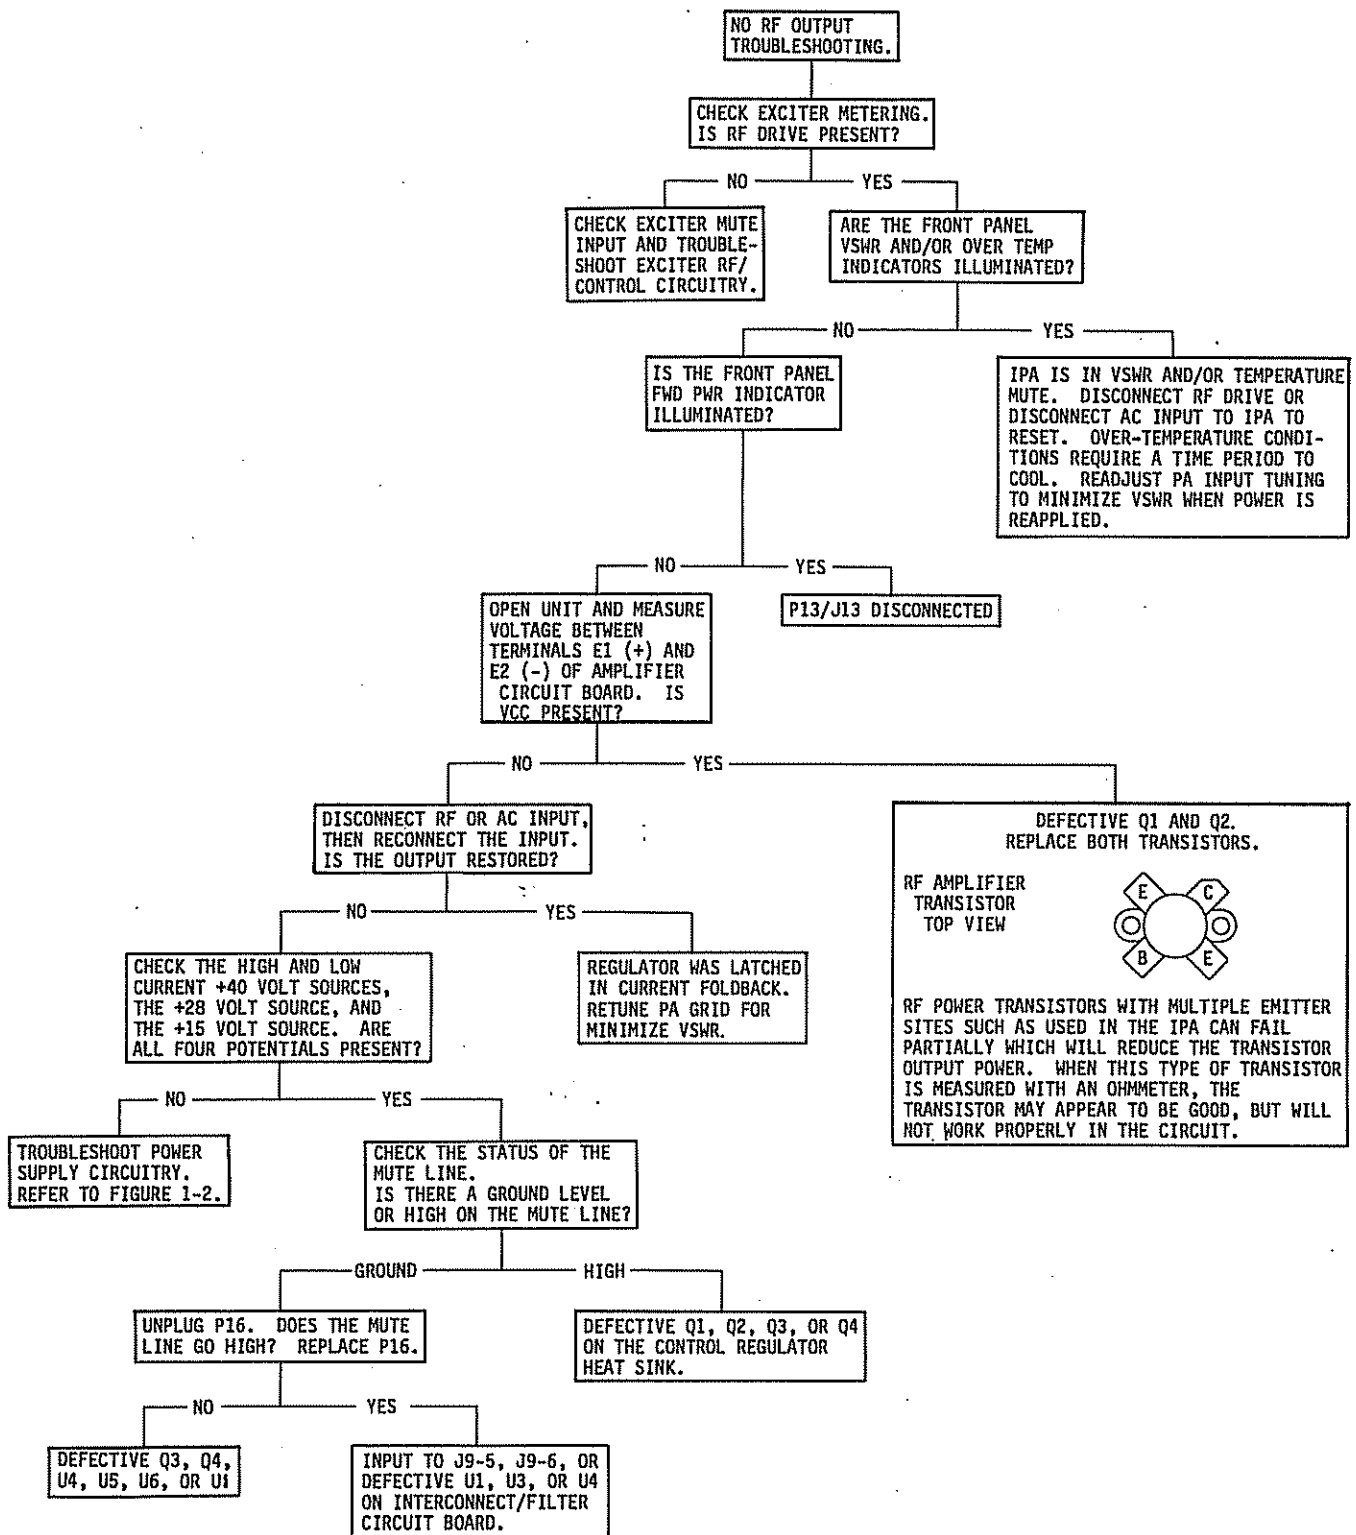 NO RF OUTPUT
TROUBLESHOOTING.
CHECK EXCITER METERING.
IS RF DRIVE PRESENT?
NO
YES
CHECK EXCITER MUTE
INPUT AND TROUBLE-
SHOOT EXCITER RF/
CONTROL CIRCUITRY.
ARE THE FRONT PANEL
VSWR AND/OR OVER TEMP
INDICATORS ILLUMINATED?
NO
YES
IS THE FRONT PANEL
FWD PWR INDICATOR
ILLUMINATED?
IPA IS IN VSWR AND/OR TEMPERATURE
MUTE. DISCONNECT RF DRIVE OR
DISCONNECT AC INPUT TO IPA TO
RESET. OVER-TEMPERATURE CONDI-
TIONS REQUIRE A TIME PERIOD TO
COOL. READJUST PA INPUT TUNING
TO MINIMIZE VSWR WHEN POWER IS
REAPPLIED.
NO
YES
OPEN UNIT AND MEASURE
VOLTAGE BETWEEN
TERMINALS E1 (+) AND
E2 (-) OF AMPLIFIER
CIRCUIT BOARD. IS
VCC PRESENT?
P13/J13 DISCONNECTED
NO
YES
DISCONNECT RF OR AC INPUT,
THEN RECONNECT THE INPUT.
IS THE OUTPUT RESTORED?
DEFECTIVE Q1 AND Q2.
REPLACE BOTH TRANSISTORS.
RF AMPLIFIER
TRANSISTOR
TOP VIEW
E
C
B
E
RF POWER TRANSISTORS WITH MULTIPLE EMITTER
SITES SUCH AS USED IN THE IPA CAN FAIL
PARTIALLY WHICH WILL REDUCE THE TRANSISTOR
OUTPUT POWER. WHEN THIS TYPE OF TRANSISTOR
IS MEASURED WITH AN OHMMETER, THE
TRANSISTOR MAY APPEAR TO BE GOOD, BUT WILL
NOT WORK PROPERLY IN THE CIRCUIT.
NO
YES
CHECK THE HIGH AND LOW
CURRENT +40 VOLT SOURCES,
THE +28 VOLT SOURCE, AND
THE +15 VOLT SOURCE. ARE
ALL FOUR POTENTIALS PRESENT?
REGULATOR WAS LATCHED
IN CURRENT FOLDBACK.
RETUNE PA GRID FOR
MINIMIZE VSWR.
NO
YES
TROUBLESHOOT POWER
SUPPLY CIRCUITRY.
REFER TO FIGURE 1-2.
CHECK THE STATUS OF THE
MUTE LINE.
IS THERE A GROUND LEVEL
OR HIGH ON THE MUTE LINE?
GROUND
HIGH
UNPLUG P16. DOES THE MUTE
LINE GO HIGH? REPLACE P16.
DEFECTIVE Q1, Q2, Q3, OR Q4
ON THE CONTROL REGULATOR
HEAT SINK.
NO
YES
DEFECTIVE Q3, Q4,
U4, U5, U6, OR U1
INPUT TO J9-5, J9-6, OR
DEFECTIVE U1, U3, OR U4
ON INTERCONNECT/FILTER
CIRCUIT BOARD.